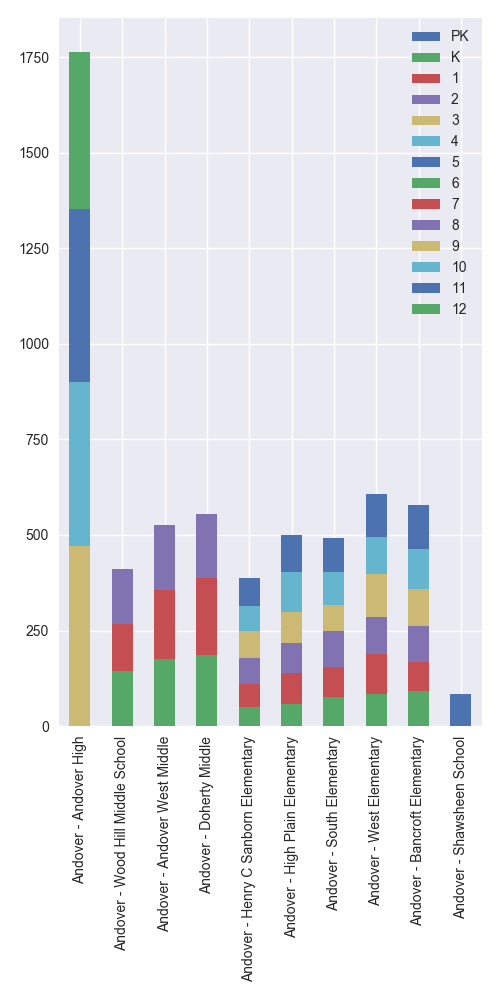 PK
K
1
2
3
4
5
6
7
8
9
10
11
12
1750
1500
1250
1000
750
500
250
0
Andover - Andover High
Andover - Wood Hill Middle School
Andover - Andover West Middle
Andover - Doherty Middle
Andover - Henry C Sanborn Elementary
Andover - High Plain Elementary
Andover - South Elementary
Andover - West Elementary
Andover - Bancroft Elementary
Andover - Shawsheen School